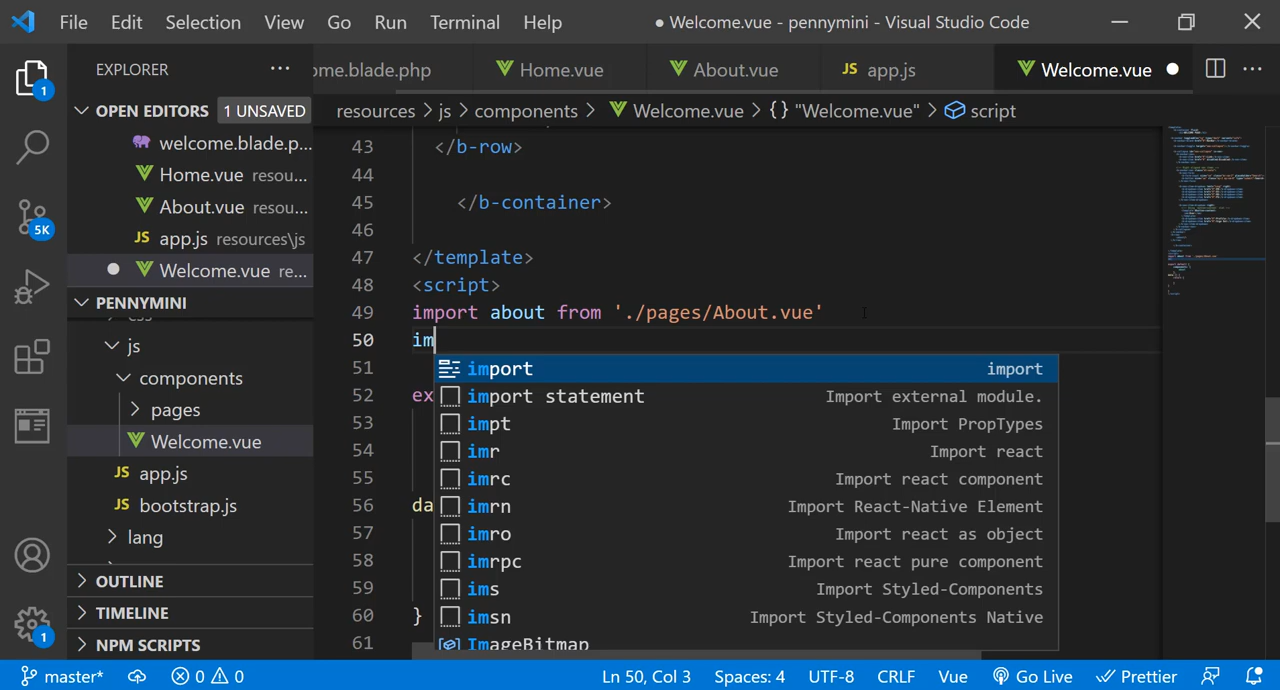 File Edit Selection View Go Run Terminal Help ● Welcome.vue - pennymini - Visual Studio Code
EXPLORER ...
ome.blade.php Home.vue About.vue JS app.js Welcome.vue ...
1
OPEN EDITORS 1 UNSAVED
resources > js > components > Welcome.vue > {} "Welcome.vue" > script
welcome.blade.p...
Home.vue resou...
About.vue resou...
JS app.js resources\js
Welcome.vue re...
5K
PENNYMINI
js
components
pages
Welcome.vue
JS app.js
JS bootstrap.js
lang
OUTLINE
TIMELINE
NPM SCRIPTS
1
43 </b-row>
44
45 </b-container>
46
47 </template>
48 <script>
49 import about from './pages/About.vue'
50 im
51
52 ex
53
54
55
56 da
57
58
59
60 }
61
import import
import statement Import external module.
impt Import PropTypes
imr Import react
imrc Import react component
imrn Import React-Native Element
imro Import react as object
imrpc Import react pure component
ims Import Styled-Components
imsn Import Styled-Components Native
ImageBitmap
master* 0 0 Ln 50, Col 3 Spaces: 4 UTF-8 CRLF Vue Go Live Prettier